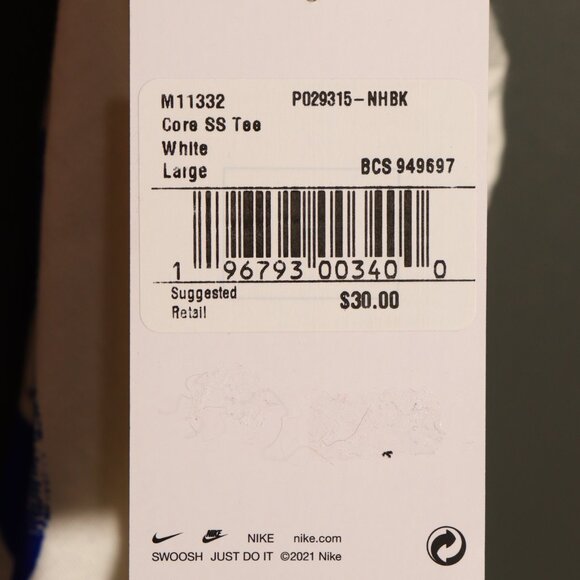 M11332 P029315-NHBK
Core SS Tee
White
Large BCS 949697
1 96793 00340 0
Suggested
Retail $30.00
NIKE nike.com
SWOOSH JUST DO IT ©2021 Nike